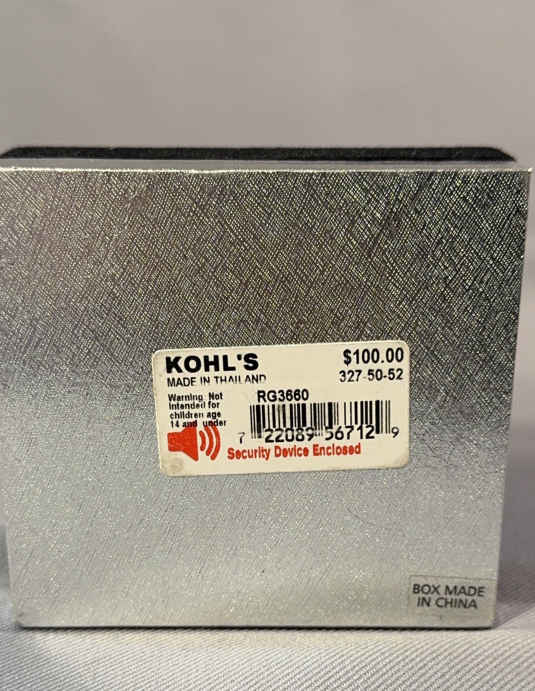 KOHL'S $100.00
MADE IN THAILAND 327-50-52
Warning: Not
Intended for
children age
14 and under
RG3660
7 22089 56712 9
Security Device Enclosed
BOX MADE
IN CHINA